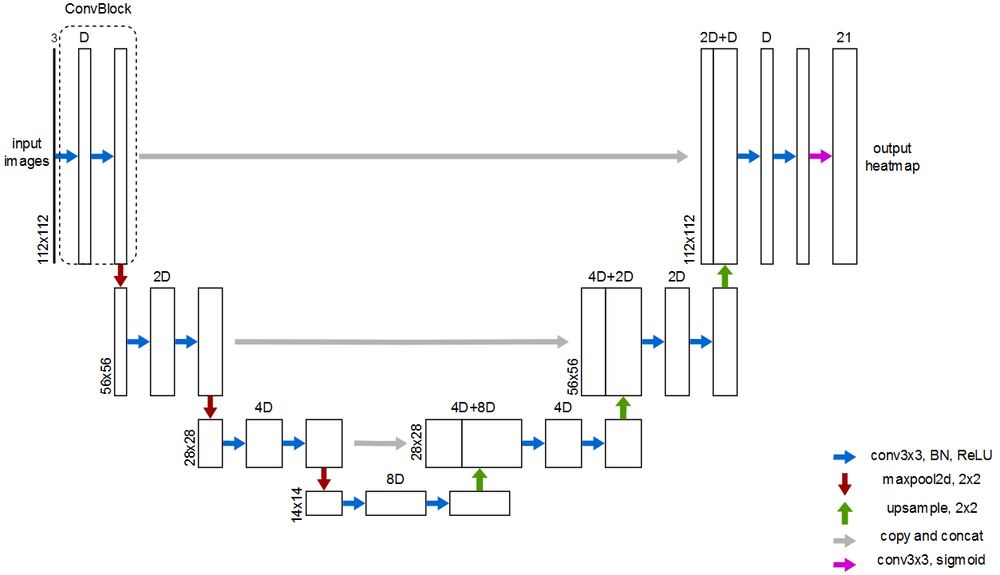 ConvBlock
3
D
2D+D
D
21
input
images
output
heatmap
112x112
112x112
2D
4D+2D
2D
56x56
56x56
4D
4D+8D
4D
28x28
28x28
8D
14x14
conv3x3, BN, ReLU
maxpool2d, 2x2
upsample, 2x2
copy and concat
conv3x3, sigmoid